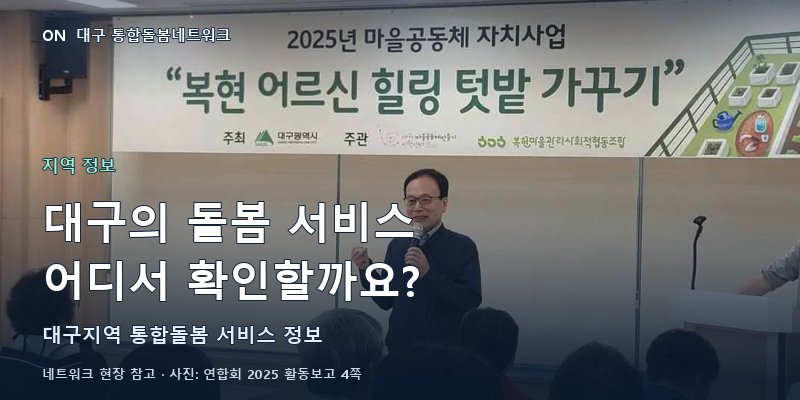 ON 대구 통합돌봄네트워크
2025년 마을공동체 자치사업
“복현 어르신 힐링 텃밭 가꾸기”
주최 대구광역시 주관 복현마을관리사회적협동조합
지역 정보
대구의 돌봄 서비스
어디서 확인할까요?
대구지역 통합돌봄 서비스 정보
네트워크 현장 참고 · 사진: 연합회 2025 활동보고 4쪽